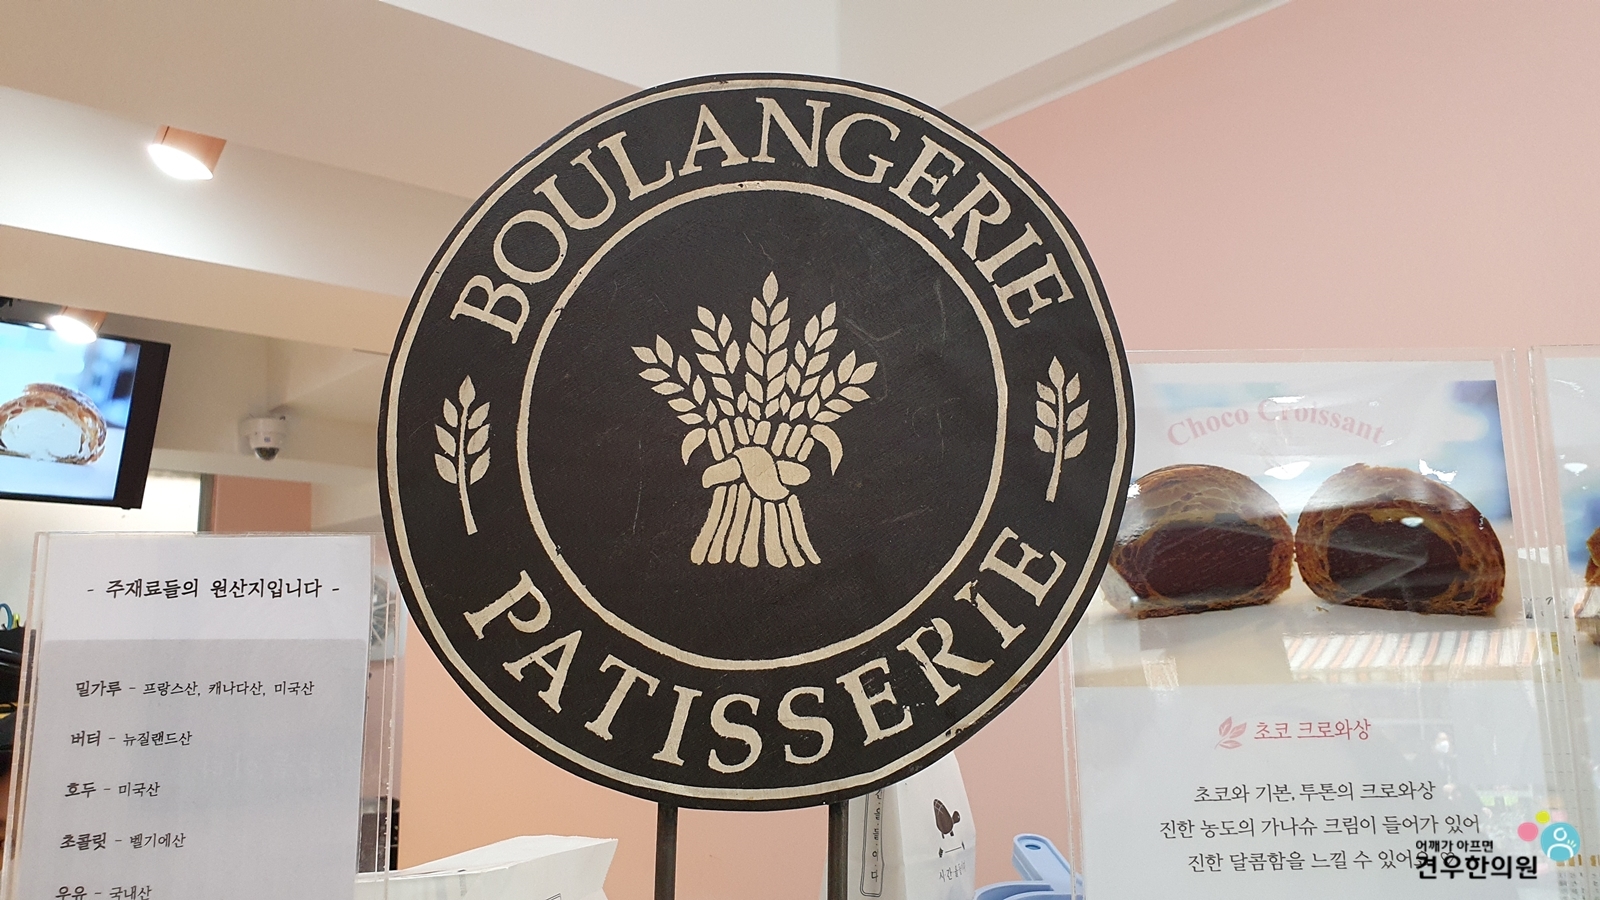 BOULANGERIE
PATISSERIE
- 주재료들의 원산지입니다 -
밀가루 - 프랑스산, 캐나다산, 미국산
버터 - 뉴질랜드산
호두 - 미국산
초콜릿 - 벨기에산
우유 - 국내산
Choco Croissant
초코 크로와상
초코와 기본, 투톤의 크로와상
진한 농도의 가나슈 크림이 들어가 있어
진한 달콤함을 느낄 수 있어요
어깨가 아프면
견우한의원